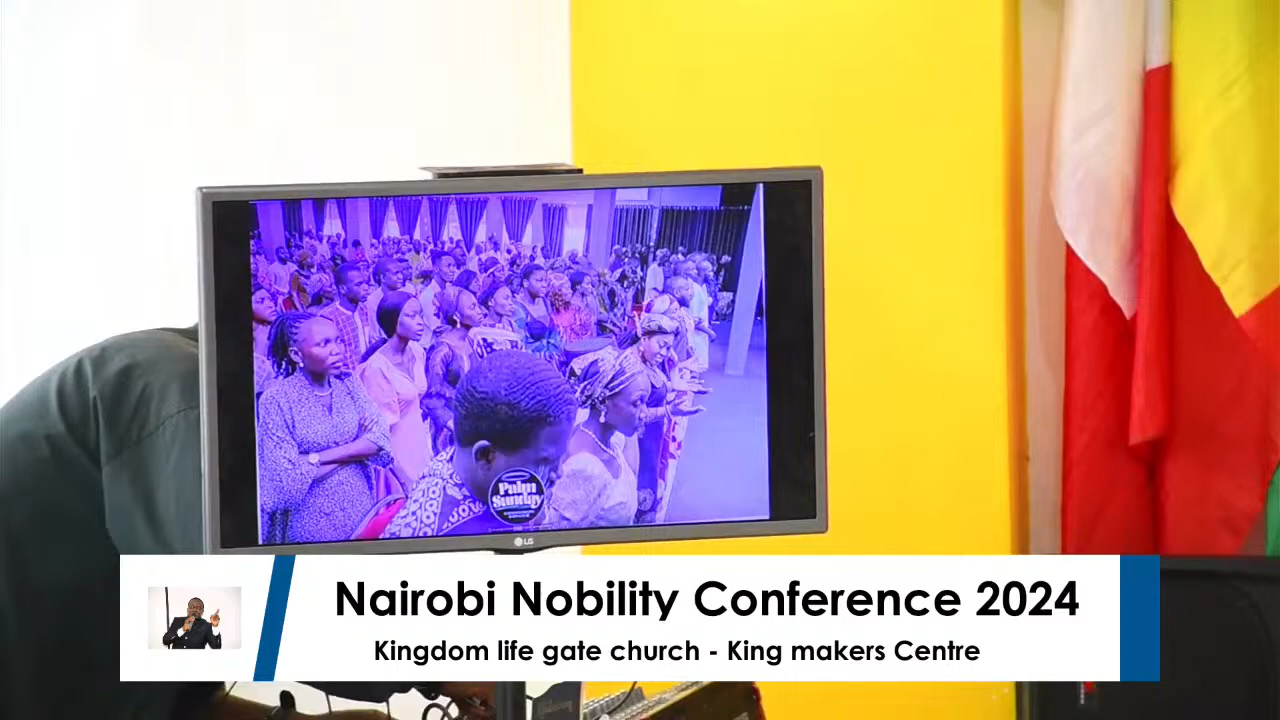 Palm
Sunday
LG
Nairobi Nobility Conference 2024
Kingdom life gate church - King makers Centre